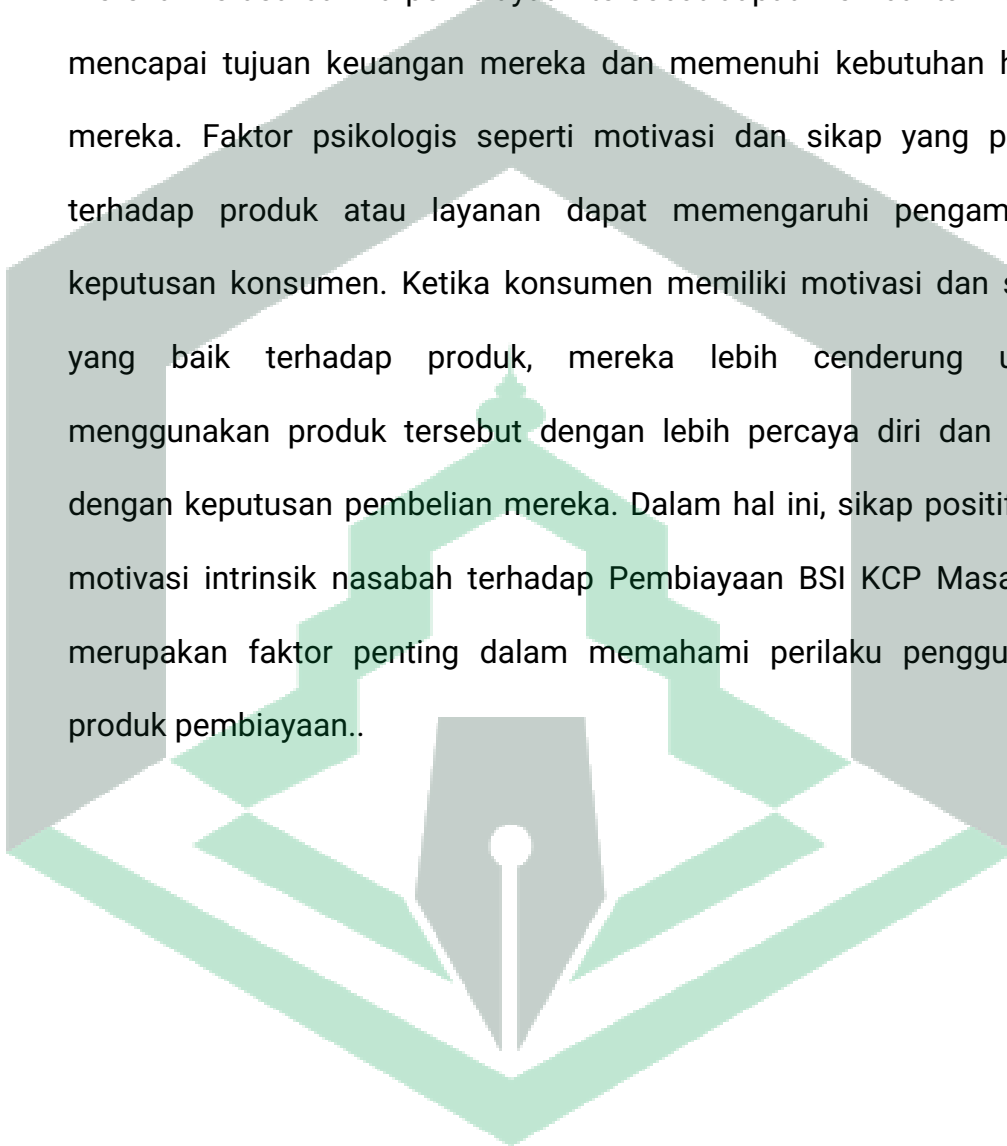 mencapai tujuan keuangan mereka dan memenuhi kebutuhan
mereka. Faktor psikologis seperti motivasi dan sikap yang
terhadap produk atau layanan dapat memengaruhi
keputusan konsumen. Ketika konsumen memiliki motivasi dan
yang baik terhadap produk, mereka lebih cenderung
menggunakan produk tersebut dengan lebih percaya diri dan
dengan keputusan pembelian mereka. Dalam hal ini, sikap positif
motivasi intrinsik nasabah terhadap Pembiayaan BSI KCP
merupakan faktor penting dalam memahami perilaku
produk pembiayaan..